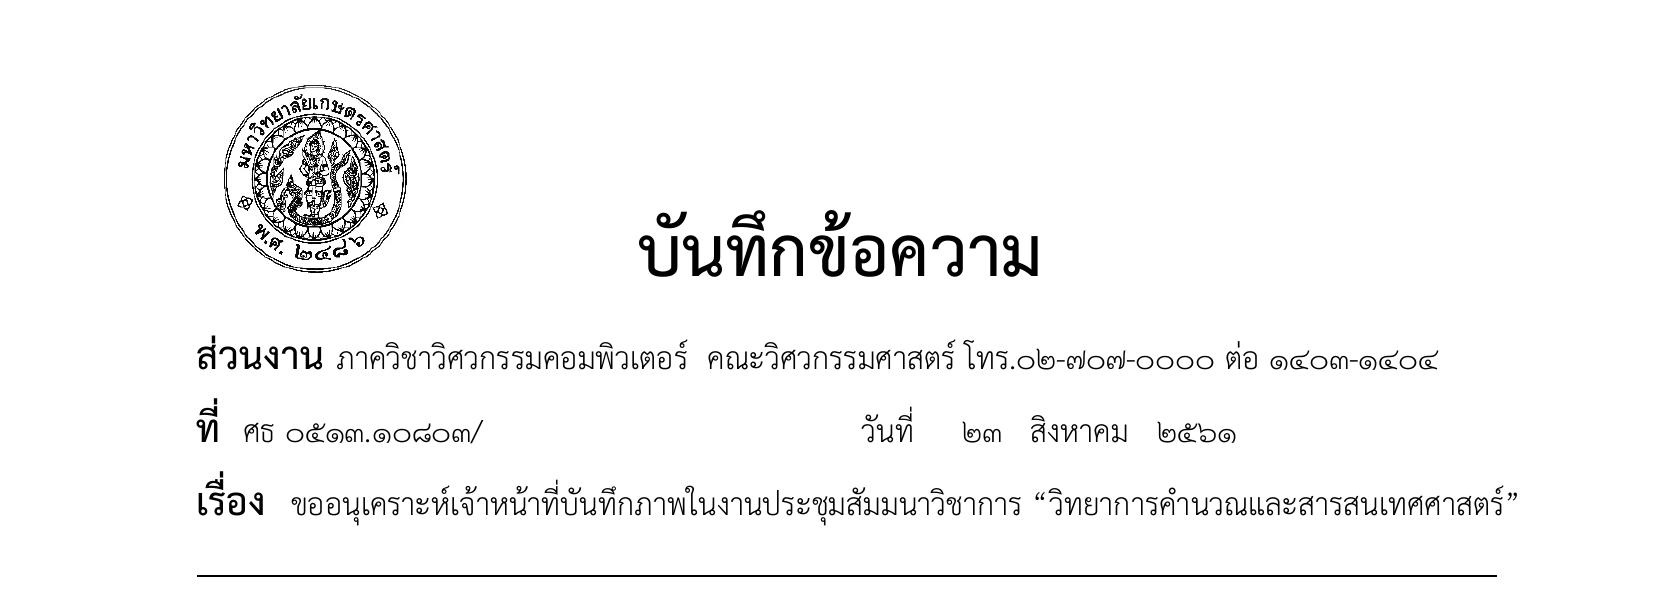 มหาวิทยาลัยเกษตรศาสตร์
พ.ศ. ๒๔๘๖
บันทึกข้อความ
ส่วนงาน ภาควิชาวิศวกรรมคอมพิวเตอร์ คณะวิศวกรรมศาสตร์ โทร.๐๒-๗๐๗-๐๐๐๐ ต่อ ๑๔๐๓-๑๔๐๔
ที่ ศธ ๐๕๑๓.๑๐๘๐๓/ วันที่ ๒๓ สิงหาคม ๒๕๖๑
เรื่อง ขออนุเคราะห์เจ้าหน้าที่บันทึกภาพในงานประชุมสัมมนาวิชาการ “วิทยาการคำนวณและสารสนเทศศาสตร์”